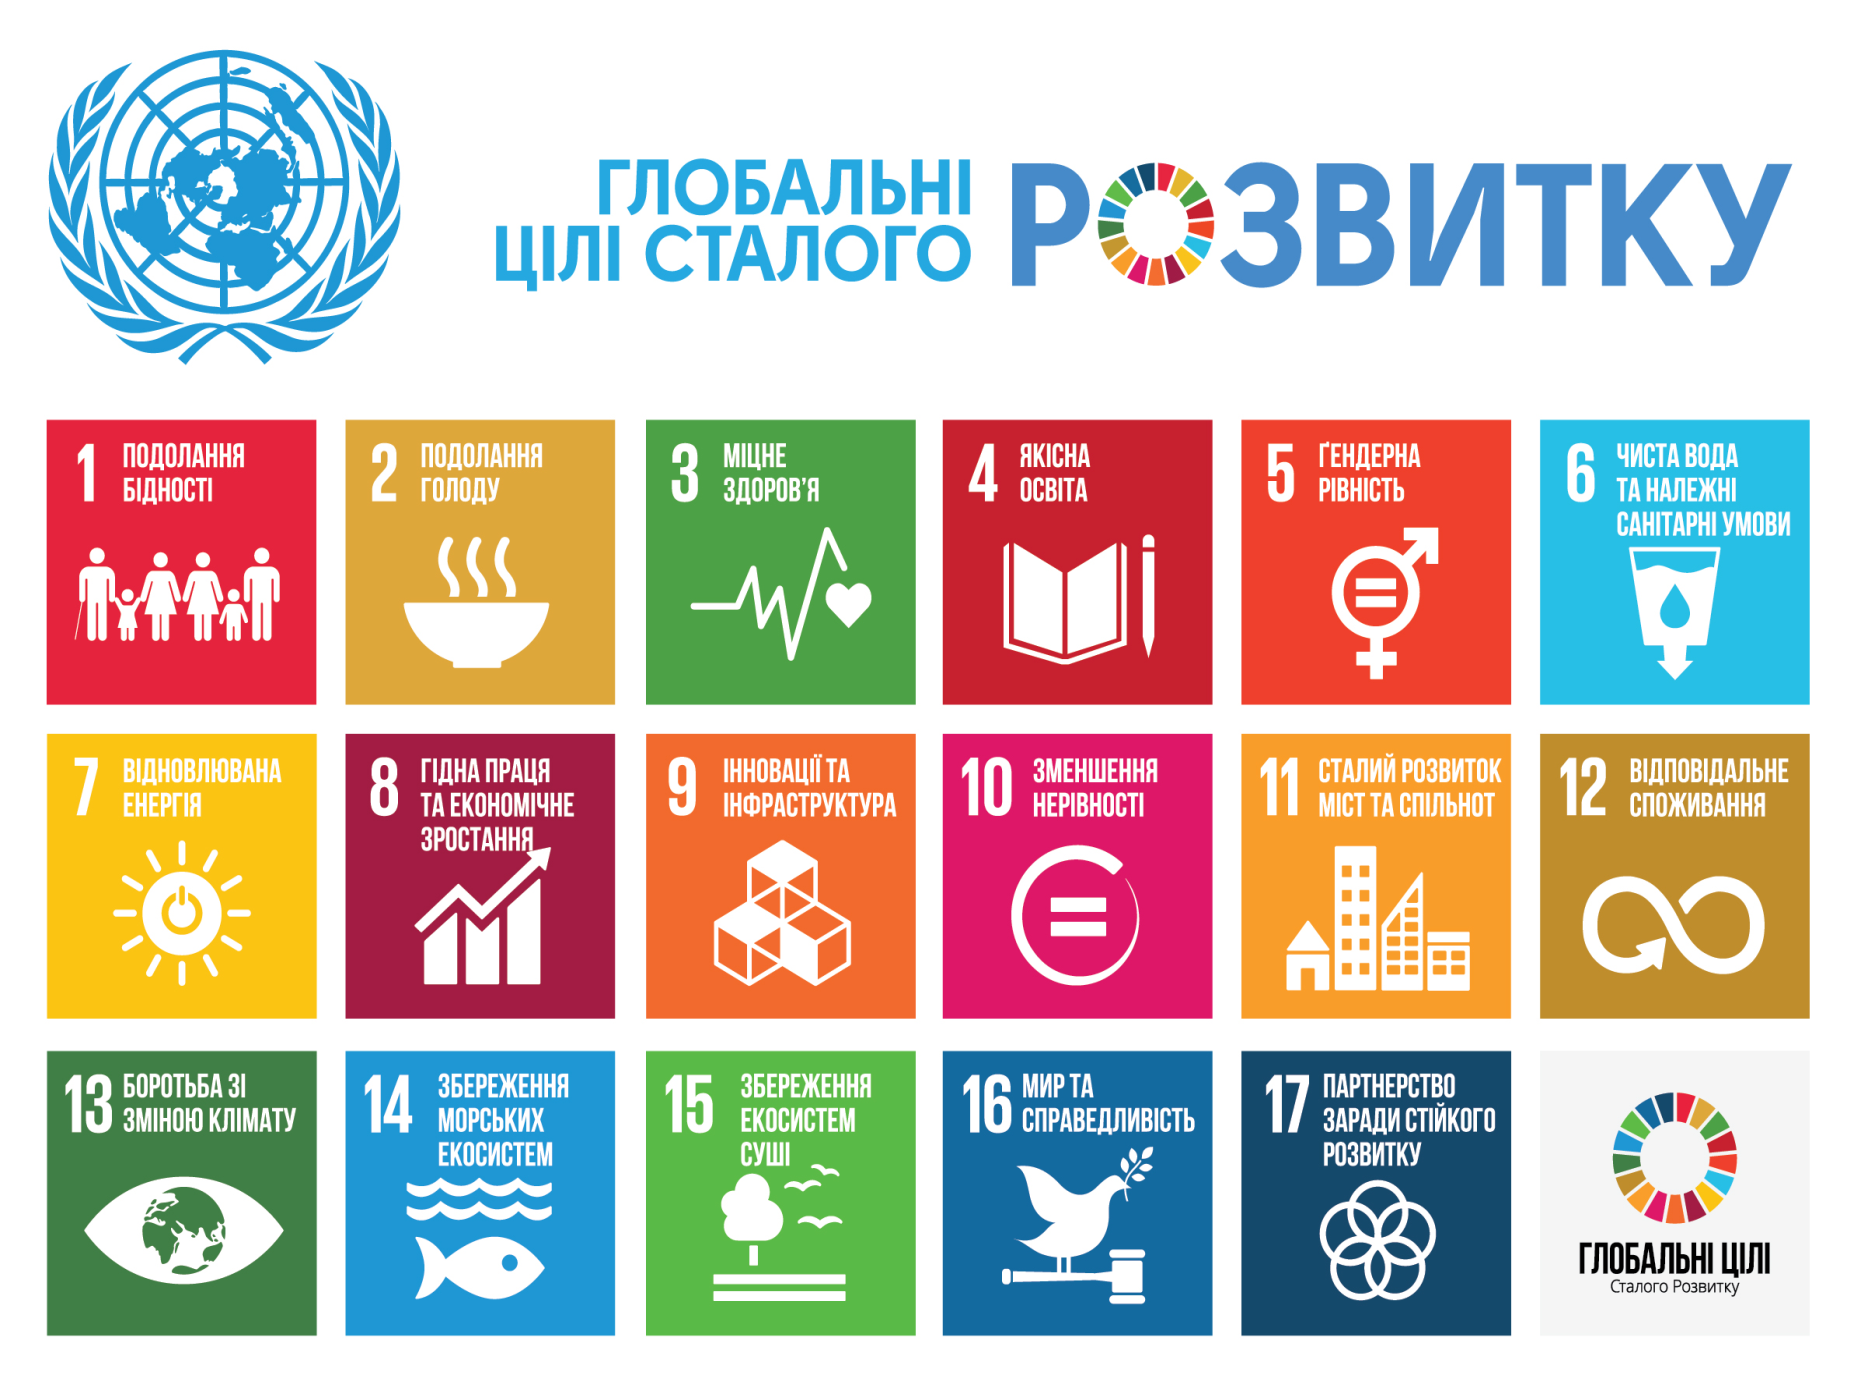 ГЛОБАЛЬНІ
ЦІЛІ СТАЛОГО
РОЗВИТКУ
1 ПОДОЛАННЯ
БІДНОСТІ
2 ПОДОЛАННЯ
ГОЛОДУ
3 МІЦНЕ
ЗДОРОВ'Я
4 ЯКІСНА
ОСВІТА
5 ҐЕНДЕРНА
РІВНІСТЬ
6 ЧИСТА ВОДА
ТА НАЛЕЖНІ
САНІТАРНІ УМОВИ
7 ВІДНОВЛЮВАНА
ЕНЕРГІЯ
8 ГІДНА ПРАЦЯ
ТА ЕКОНОМІЧНЕ
ЗРОСТАННЯ
9 ІННОВАЦІЇ ТА
ІНФРАСТРУКТУРА
10 ЗМЕНШЕННЯ
НЕРІВНОСТІ
11 СТАЛИЙ РОЗВИТОК
МІСТ ТА СПІЛЬНОТ
12 ВІДПОВІДАЛЬНЕ
СПОЖИВАННЯ
13 БОРОТЬБА ЗІ
ЗМІНОЮ КЛІМАТУ
14 ЗБЕРЕЖЕННЯ
МОРСЬКИХ
ЕКОСИСТЕМ
15 ЗБЕРЕЖЕННЯ
ЕКОСИСТЕМ
СУШІ
16 МИР ТА
СПРАВЕДЛИВІСТЬ
17 ПАРТНЕРСТВО
ЗАРАДИ СТІЙКОГО
РОЗВИТКУ
ГЛОБАЛЬНІ ЦІЛІ
Сталого Розвитку